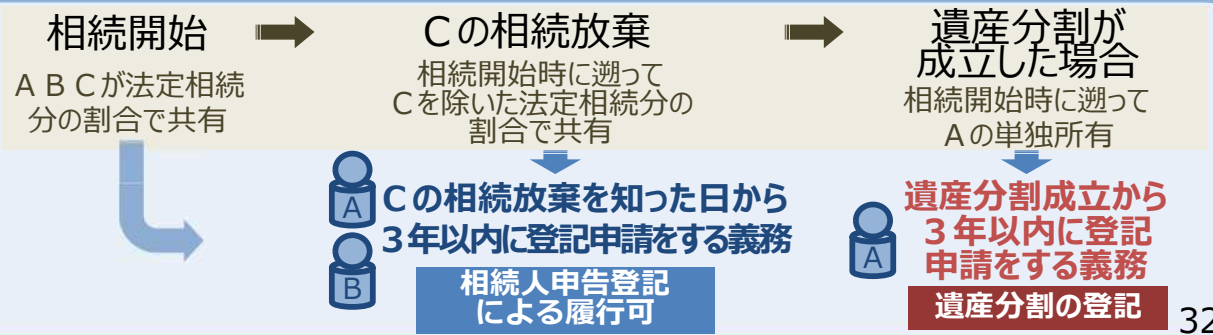 相続開始
ＡＢＣが法定相続
分の割合で共有
Ｃの相続放棄
相続開始時に遡って
Ｃを除いた法定相続分の
割合で共有
遺産分割が
成立した場合
相続開始時に遡って
Ａの単独所有
A
B
Ｃの相続放棄を知った日から
３年以内に登記申請をする義務
相続人申告登記
による履行可
A
遺産分割成立から
３年以内に登記
申請をする義務
遺産分割の登記
32